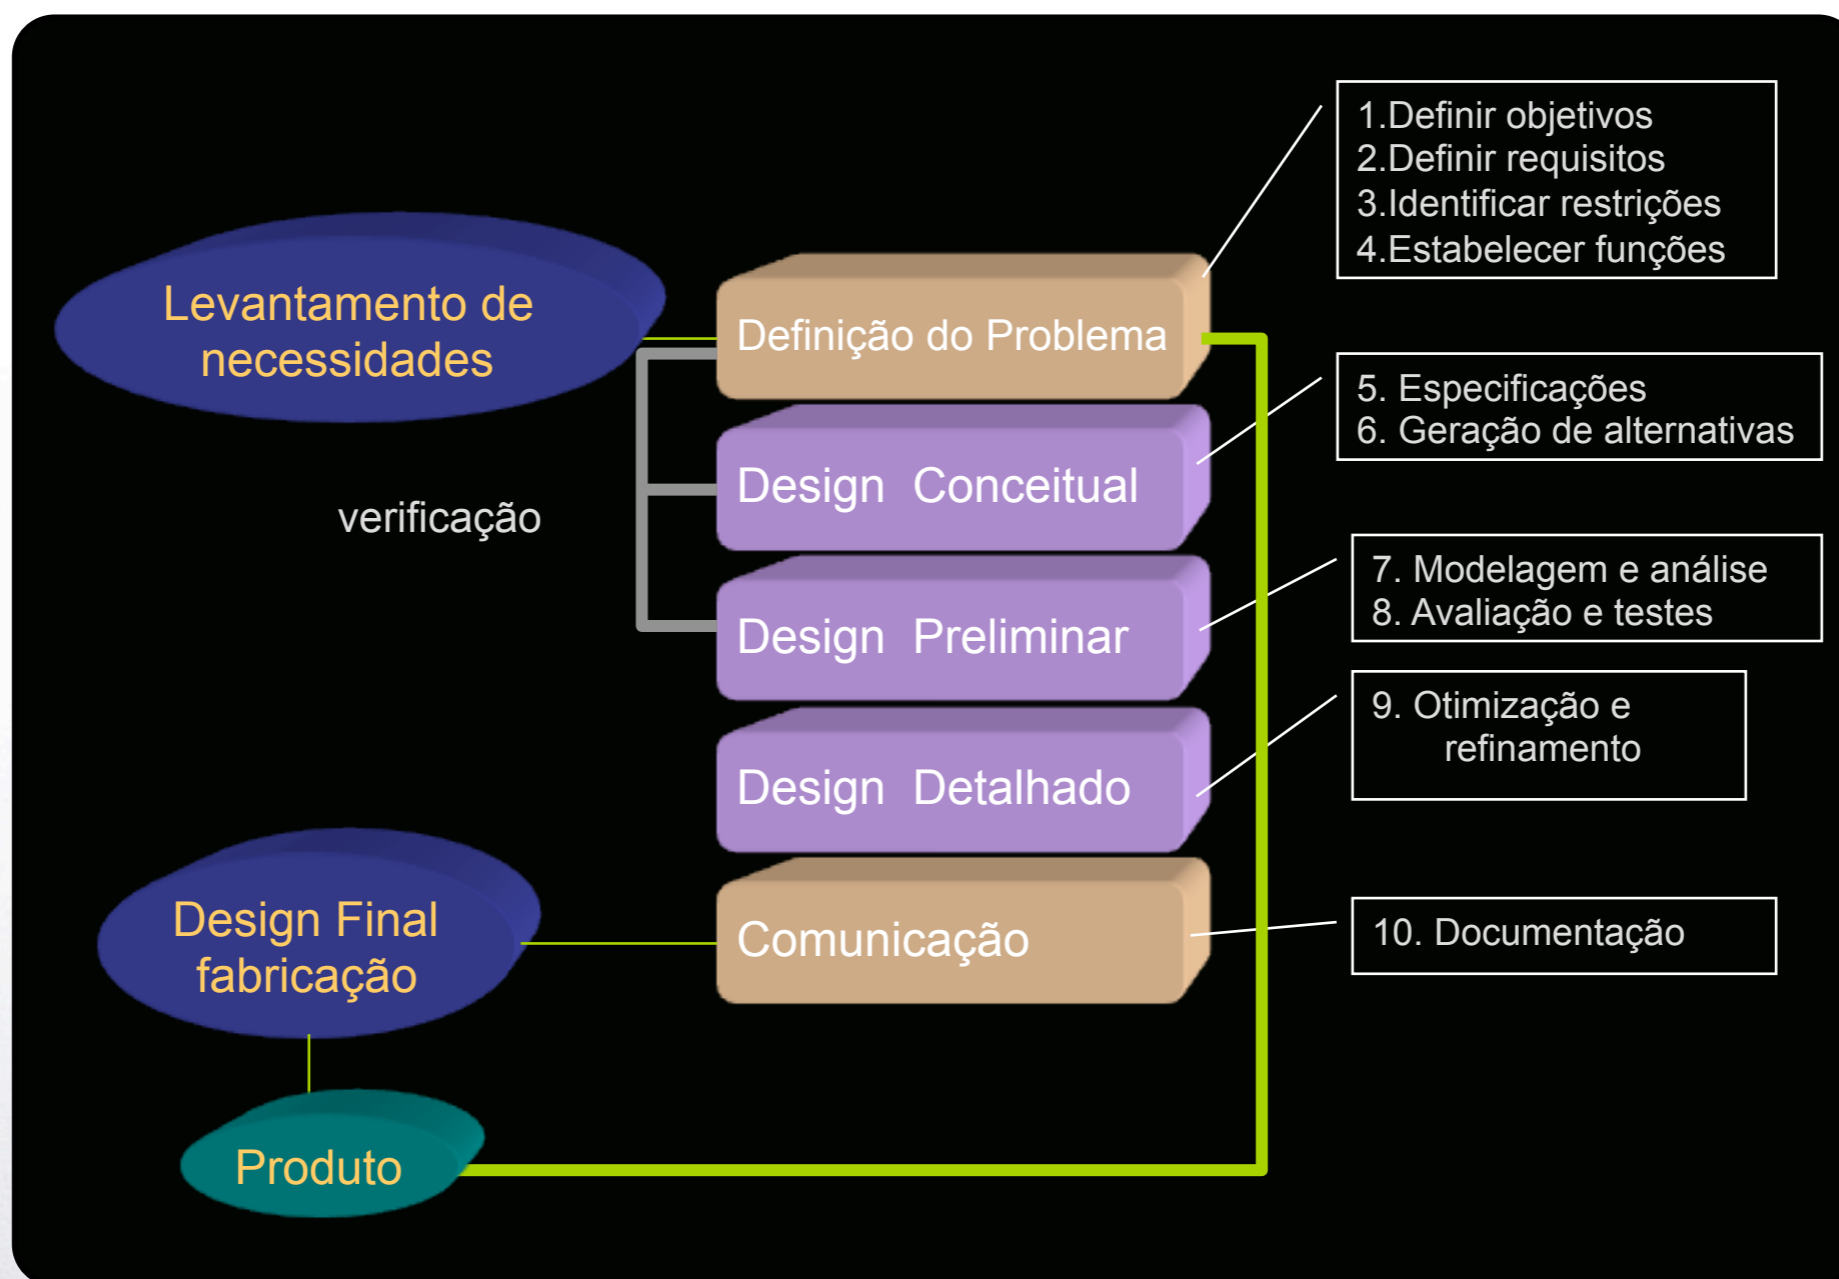 1.Definir objetivos
2.Definir requisitos
3.Identificar restrições
4.Estabelecer funções
Levantamento de
necessidades
Definição do Problema
5. Especificações
6. Geração de alternativas
Design Conceitual
verificação
7. Modelagem e análise
8. Avaliação e testes
Design Preliminar
9. Otimização e
refinamento
Design Detalhado
Design Final
fabricação
Comunicação
10. Documentação
Produto